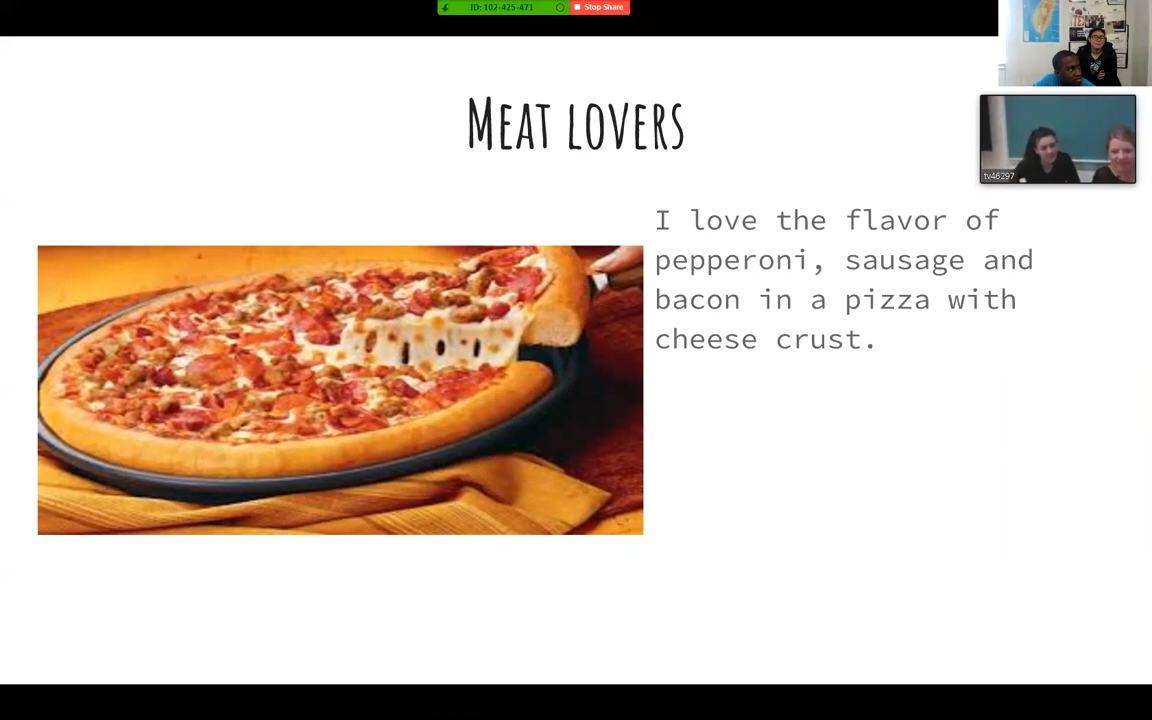 ID: 102-425-471
Stop Share
Meat lovers
tv46297
I love the flavor of
pepperoni, sausage and
bacon in a pizza with
cheese crust.